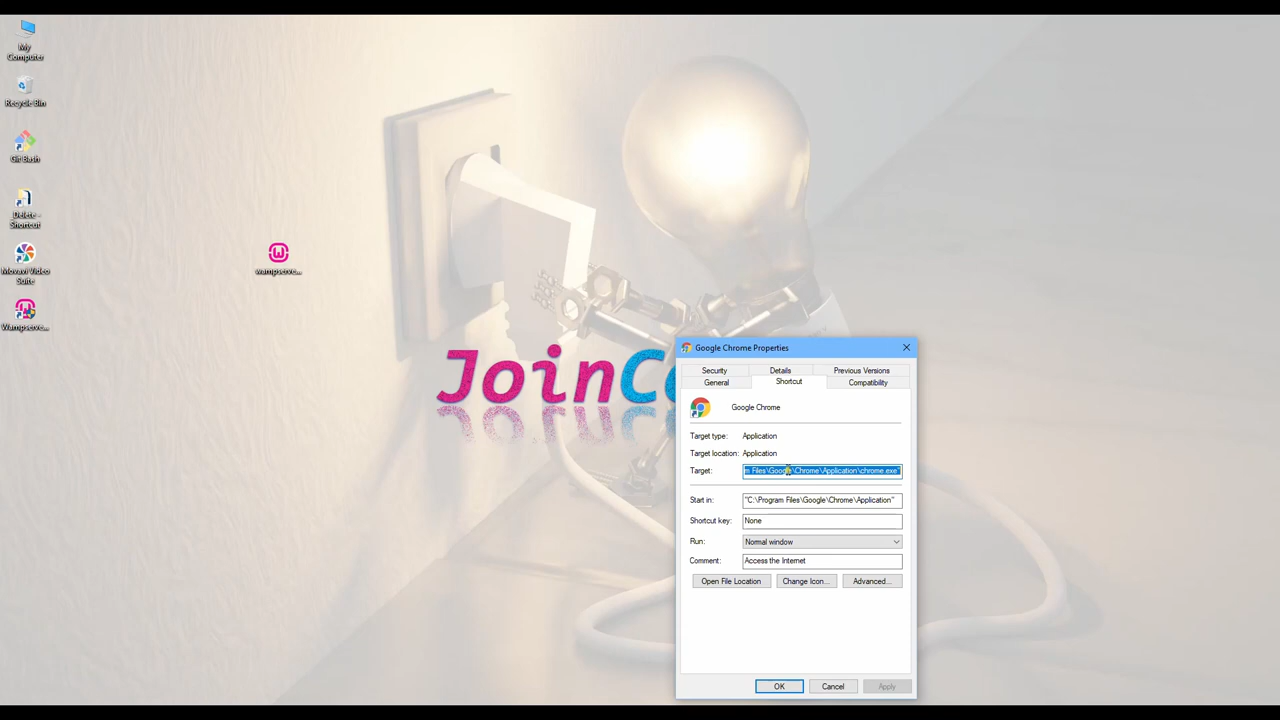 My
Computer
Recycle Bin
Git Bash
Delete -
Shortcut
Movavi Video
Suite
Wampserve...
wampserve...
JoinC
Google Chrome Properties
Security
Details
Previous Versions
General
Shortcut
Compatibility
Google Chrome
Target type: Application
Target location: Application
Target: m Files\Google\Chrome\Application\chrome.exe"
Start in: "C:\Program Files\Google\Chrome\Application"
Shortcut key: None
Run: Normal window
Comment: Access the Internet
Open File Location
Change Icon...
Advanced...
OK
Cancel
Apply